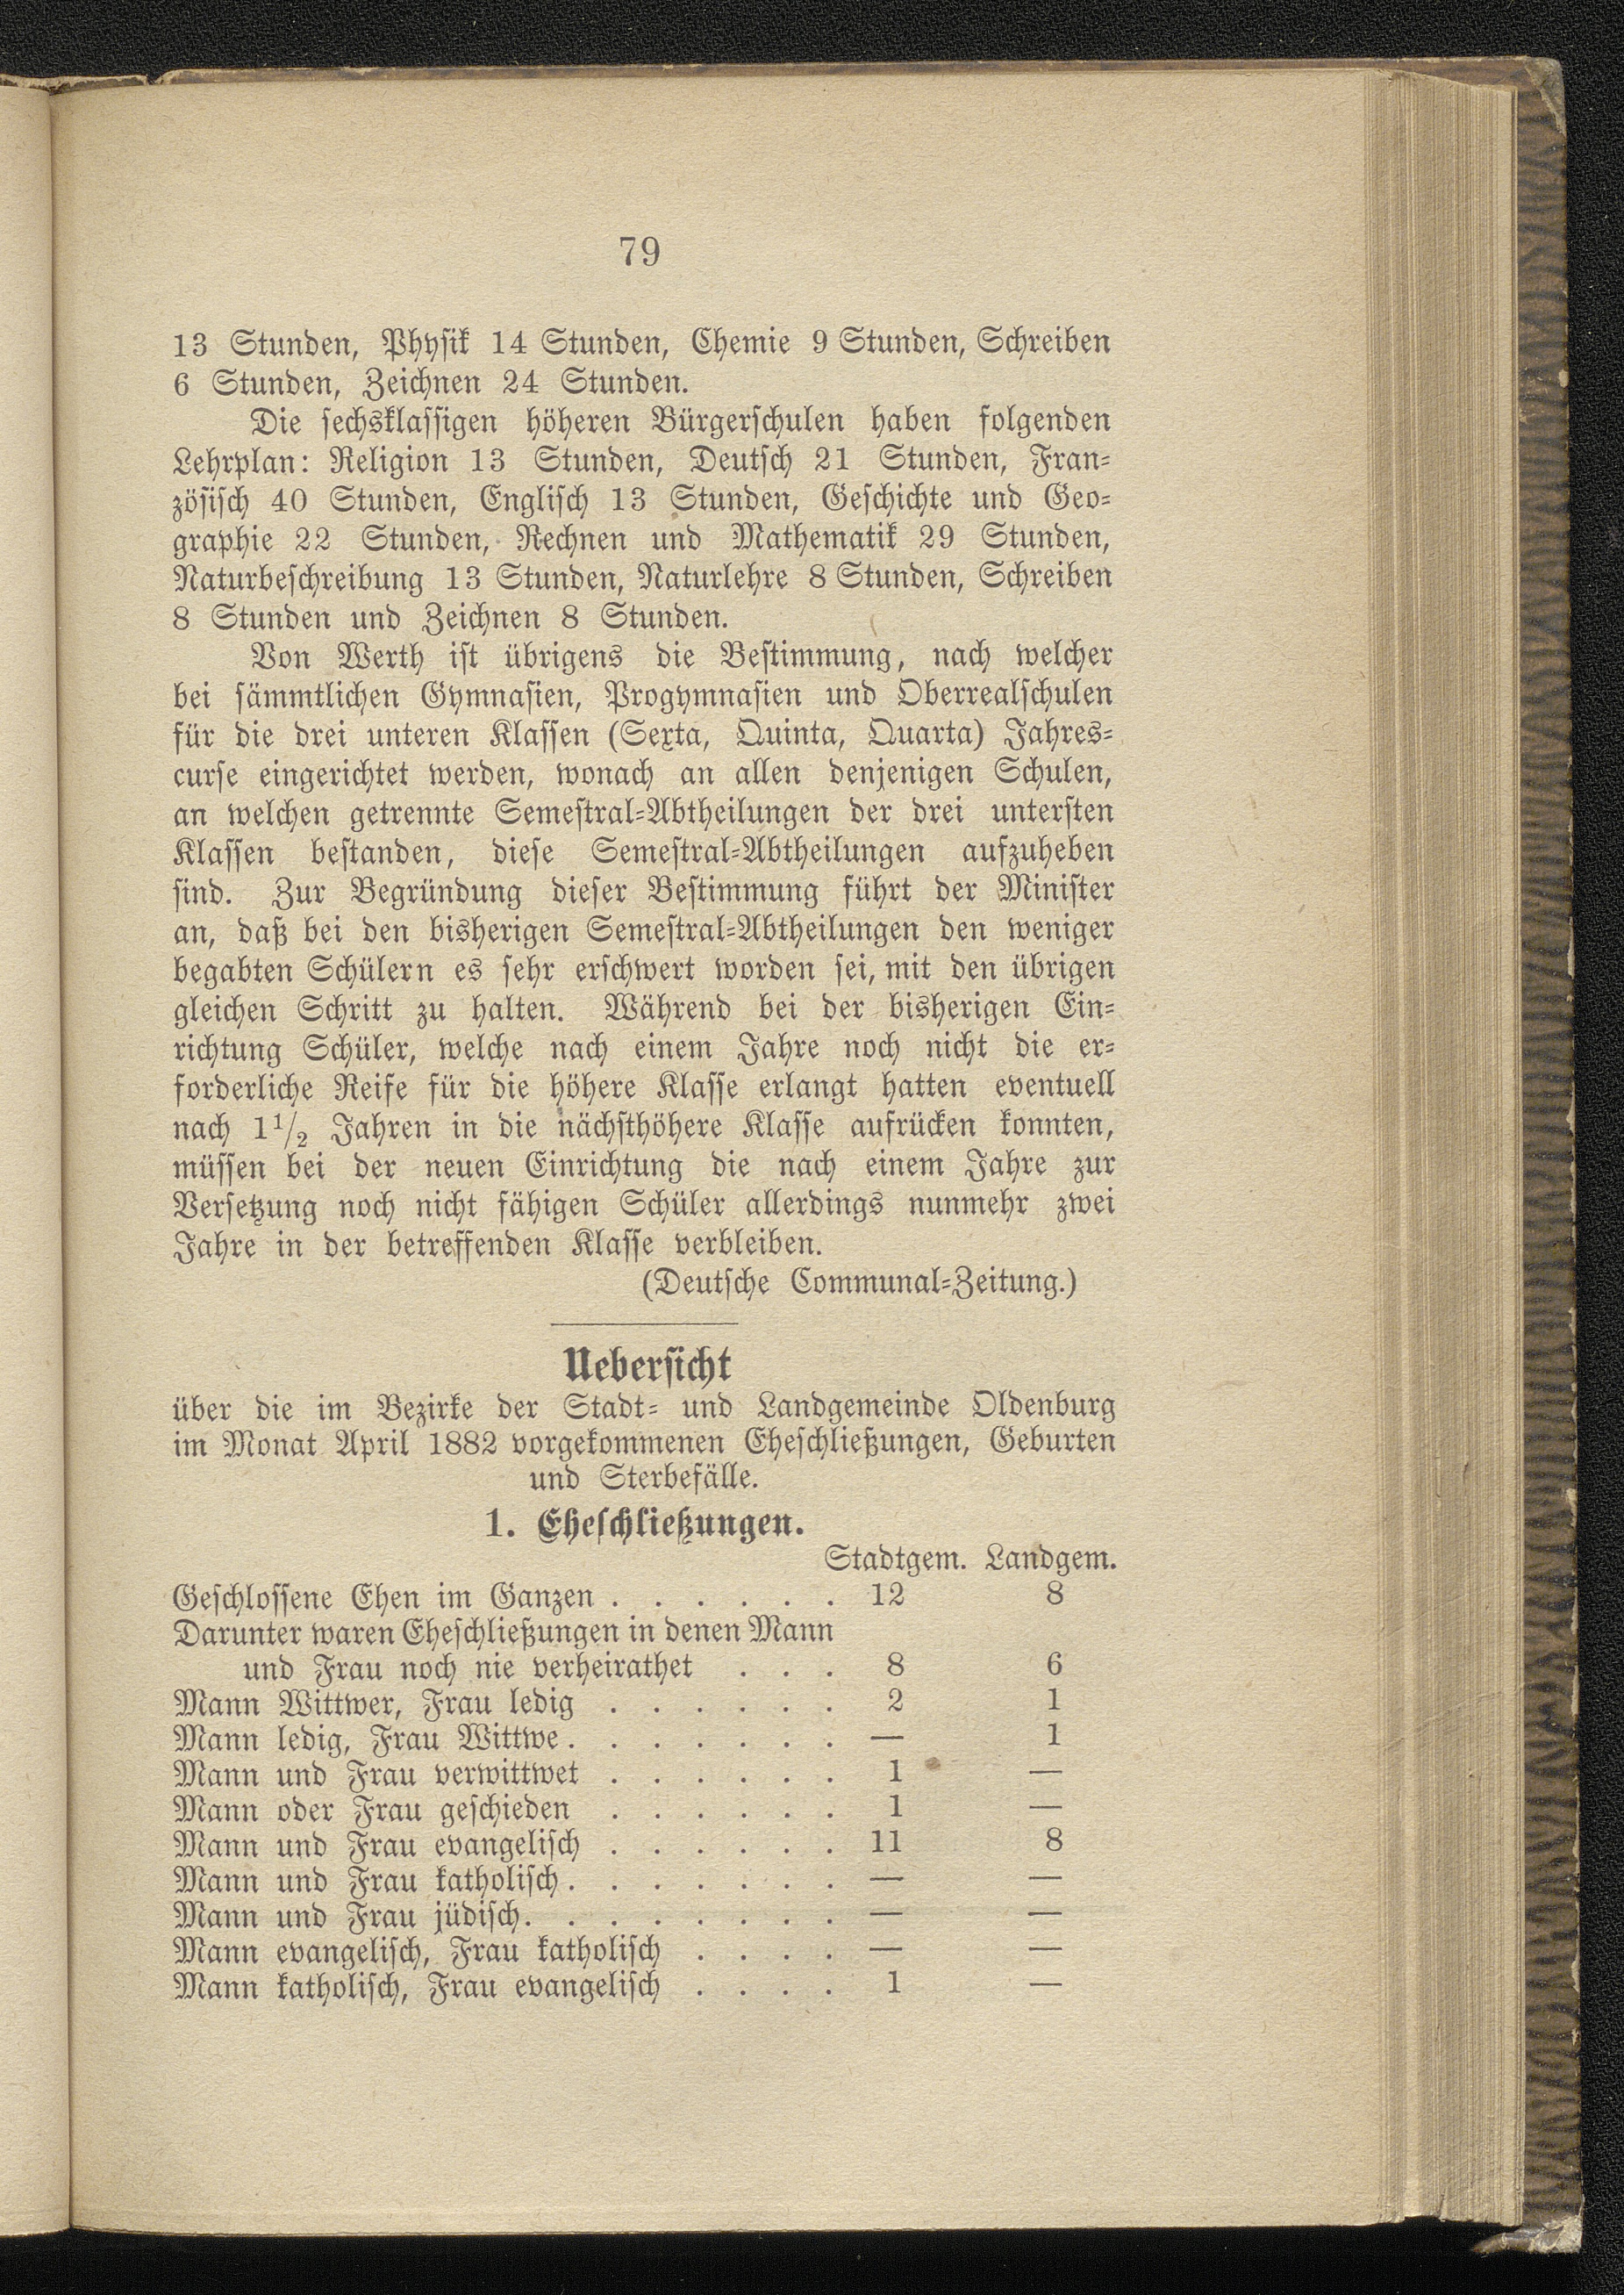 79
13 Stunden, Physik 14 Stunden, Chemie 9 Stunden, Schreiben
6 Stunden, Zeichnen 24 Stunden.
Die sechsklassigen höheren Bürgerschulen haben folgenden
Lehrplan: Religion 13 Stunden, Deutsch 21 Stunden, Fran-
zösisch 40 Stunden, Englisch 13 Stunden, Geschichte und Geo-
graphie 22 Stunden, Rechnen und Mathematik 29 Stunden,
Naturbeschreibung 13 Stunden, Naturlehre 8 Stunden, Schreiben
8 Stunden und Zeichnen 8 Stunden.
Von Werth ist übrigens die Bestimmung, nach welcher
bei sämmtlichen Gymnasien, Progymnasien und Oberrealschulen
für die drei unteren Klassen (Sexta, Quinta, Quarta) Jahres-
curse eingerichtet werden, wonach an allen denjenigen Schulen,
an welchen getrennte Semestral-Abtheilungen der drei untersten
Klassen bestanden, diese Semestral-Abtheilungen aufzuheben
sind. Zur Begründung dieser Bestimmung führt der Minister
an, daß bei den bisherigen Semestral-Abtheilungen den weniger
begabten Schülern es sehr erschwert worden sei, mit den übrigen
gleichen Schritt zu halten. Während bei der bisherigen Ein-
richtung Schüler, welche nach einem Jahre noch nicht die er-
forderliche Reife für die höhere Klasse erlangt hatten eventuell
nach 1 1/2 Jahren in die nächsthöhere Klasse aufrücken konnten,
müssen bei der neuen Einrichtung die nach einem Jahre zur
Versetzung noch nicht fähigen Schüler allerdings nunmehr zwei
Jahre in der betreffenden Klasse verbleiben.
(Deutsche Communal-Zeitung.)
Uebersicht
über die im Bezirke der Stadt- und Landgemeinde Oldenburg
im Monat April 1882 vorgekommenen Eheschließungen, Geburten
und Sterbefälle.
1. Eheschließungen.
Stadtgem. Landgem.
Geschlossene Ehen im Ganzen . . . . . . 12 8
Darunter waren Eheschließungen in denen Mann
und Frau noch nie verheirathet . . . 8 6
Mann Wittwer, Frau ledig . . . . . . 2 1
Mann ledig, Frau Wittwe . . . . . . . — 1
Mann und Frau verwittwet . . . . . . 1 —
Mann oder Frau geschieden . . . . . . 1 —
Mann und Frau evangelisch . . . . . . 11 8
Mann und Frau katholisch . . . . . . . — —
Mann und Frau jüdisch . . . . . . . . — —
Mann evangelisch, Frau katholisch . . . . — —
Mann katholisch, Frau evangelisch . . . . 1 —